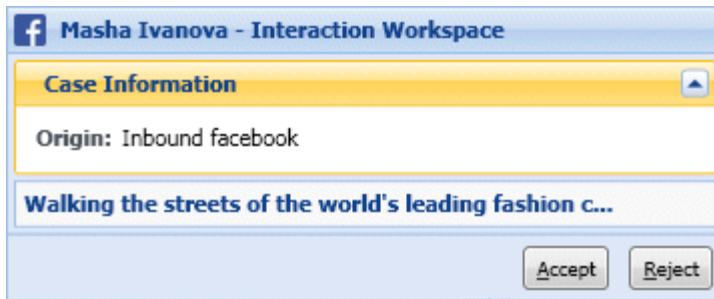 Masha Ivanova - Interaction Workspace
Case Information
Origin: Inbound facebook
Walking the streets of the world's leading fashion c...
Accept Reject